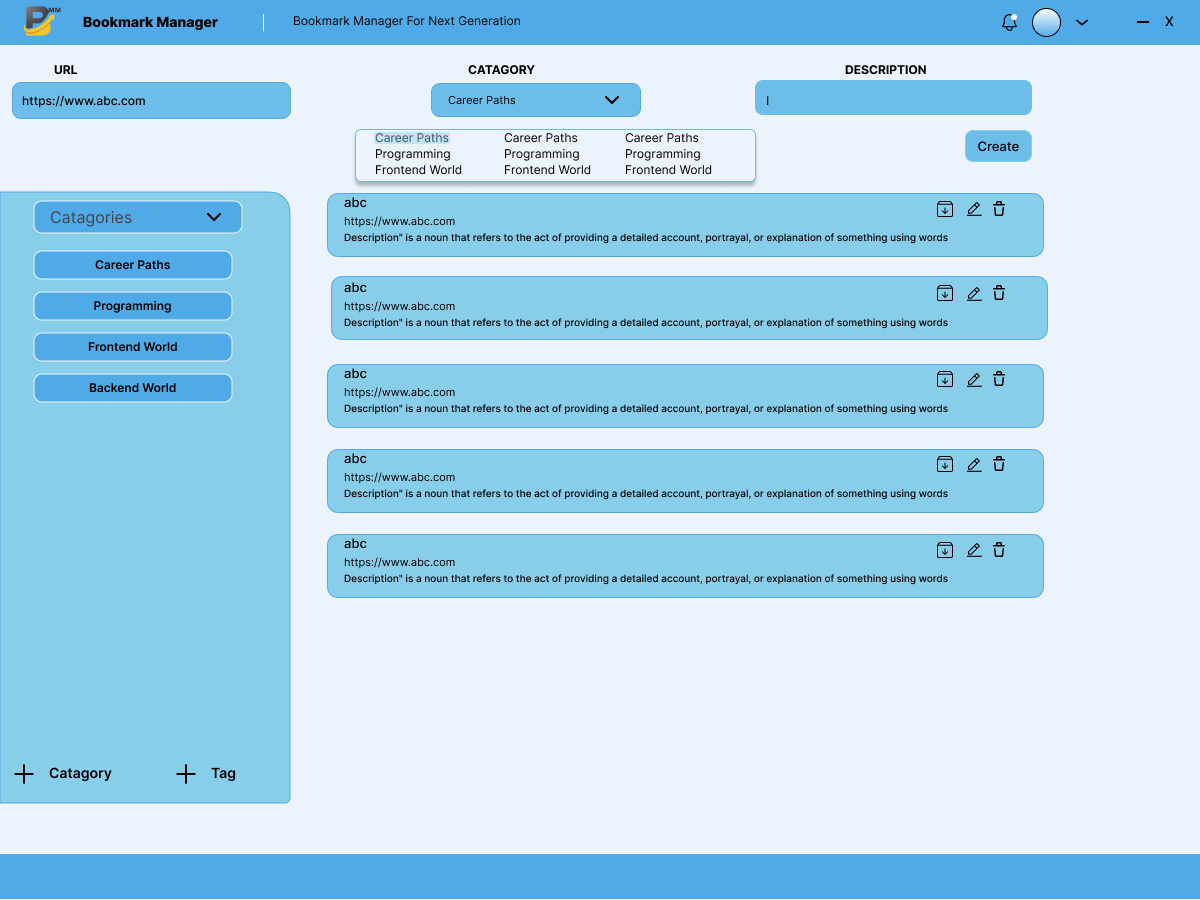 PMM
Bookmark Manager
Bookmark Manager For Next Generation
X
URL
CATAGORY
DESCRIPTION
https://www.abc.com
Career Paths
|
Career Paths Career Paths Career Paths
Programming Programming Programming
Frontend World Frontend World Frontend World
Create
Catagories
Career Paths
Programming
Frontend World
Backend World
Catagory
Tag
abc
https://www.abc.com
Description" is a noun that refers to the act of providing a detailed account, portrayal, or explanation of something using words
abc
https://www.abc.com
Description" is a noun that refers to the act of providing a detailed account, portrayal, or explanation of something using words
abc
https://www.abc.com
Description" is a noun that refers to the act of providing a detailed account, portrayal, or explanation of something using words
abc
https://www.abc.com
Description" is a noun that refers to the act of providing a detailed account, portrayal, or explanation of something using words
abc
https://www.abc.com
Description" is a noun that refers to the act of providing a detailed account, portrayal, or explanation of something using words